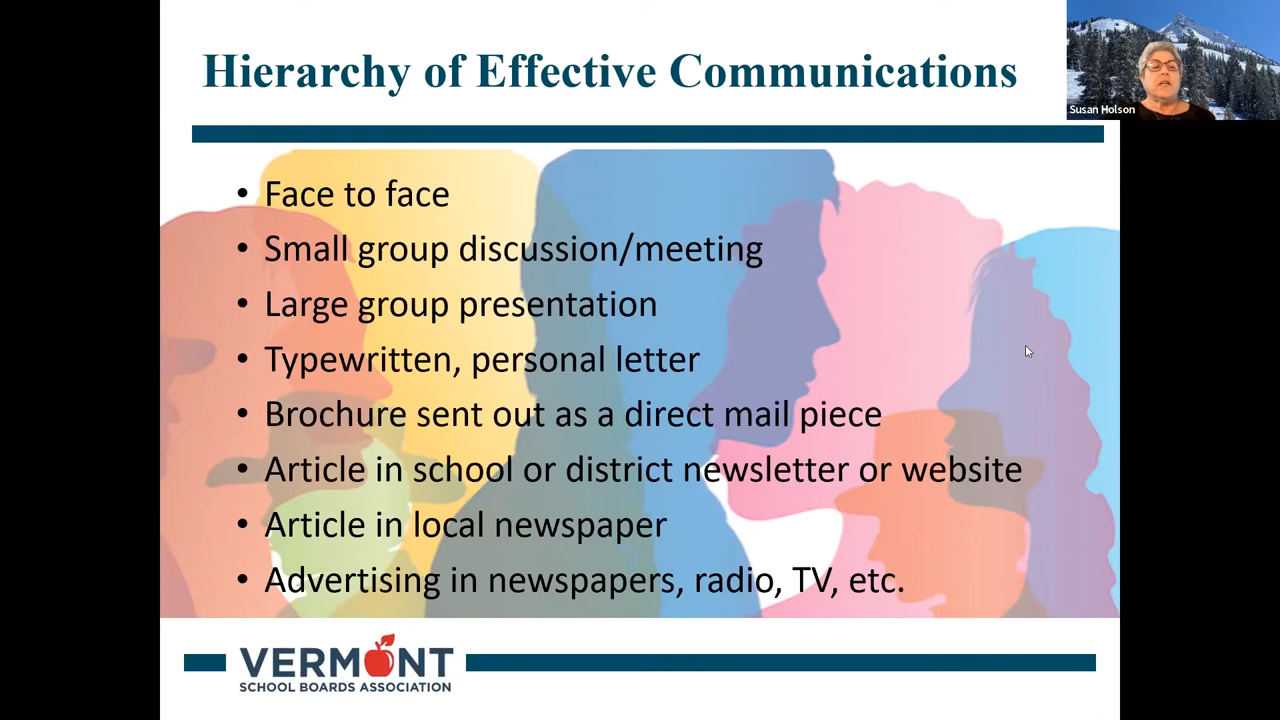 Hierarchy of Effective Communications
Susan Holson
• Face to face
• Small group discussion/meeting
• Large group presentation
• Typewritten, personal letter
• Brochure sent out as a direct mail piece
• Article in school or district newsletter or website
• Article in local newspaper
• Advertising in newspapers, radio, TV, etc.
VERMONT
SCHOOL BOARDS ASSOCIATION